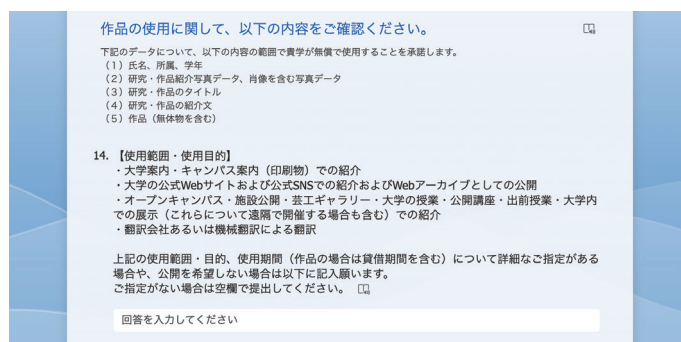 作品の使用に関して、以下の内容をご確認ください。
下記のデータについて、以下の内容の範囲で貴学が無償で使用することを承諾します。
（1）氏名、所属、学年
（2）研究・作品紹介写真データ、肖像を含む写真データ
（3）研究・作品のタイトル
（4）研究・作品の紹介文
（5）作品（無体物を含む）
14. 【使用範囲・使用目的】
・大学案内・キャンパス案内（印刷物）での紹介
・大学の公式Webサイトおよび公式SNSでの紹介およびWebアーカイブとしての公開
・オープンキャンパス・施設公開・芸工ギャラリー・大学の授業・公開講座・出前授業・大学内
での展示（これらについて遠隔で開催する場合も含む）での紹介
・翻訳会社あるいは機械翻訳による翻訳
上記の使用範囲・目的、使用期間（作品の場合は貸借期間を含む）について詳細なご指定がある
場合や、公開を希望しない場合は以下に記入願います。
ご指定がない場合は空欄で提出してください。
回答を入力してください